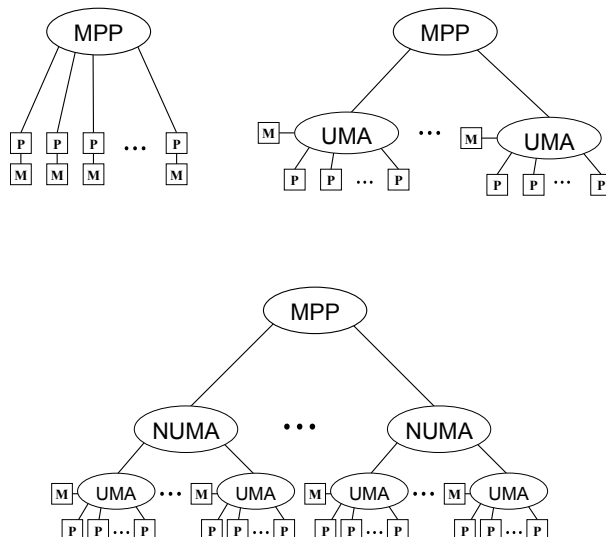 MPP
P P P ... P
M M M M
MPP
M UMA ... M UMA
P P ... P P P ... P
MPP
NUMA ... NUMA
M UMA ... M UMA M UMA ... M UMA
P P ... P P P ... P P P ... P P P ... P